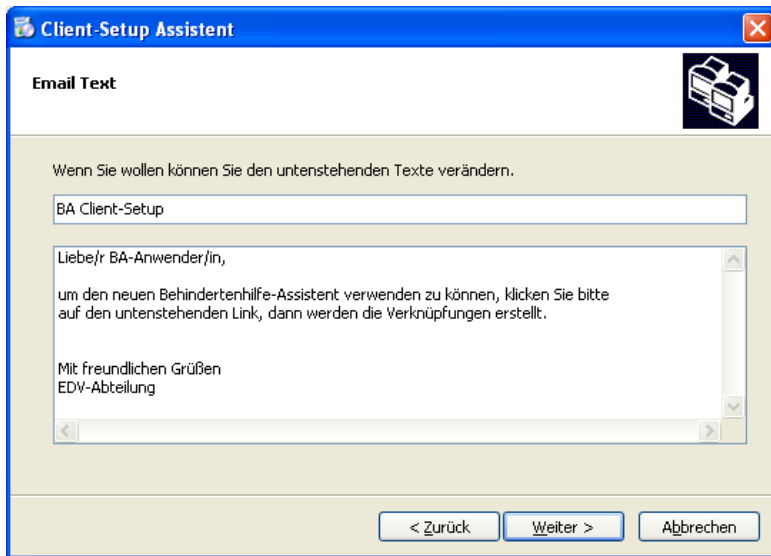 Client-Setup Assistent
Email Text
Wenn Sie wollen können Sie den untenstehenden Texte verändern.
BA Client-Setup
Liebe/r BA-Anwender/in,
um den neuen Behindertenhilfe-Assistent verwenden zu können, klicken Sie bitte
auf den untenstehenden Link, dann werden die Verknüpfungen erstellt.
Mit freundlichen Grüßen
EDV-Abteilung
< Zurück
Weiter >
Abbrechen